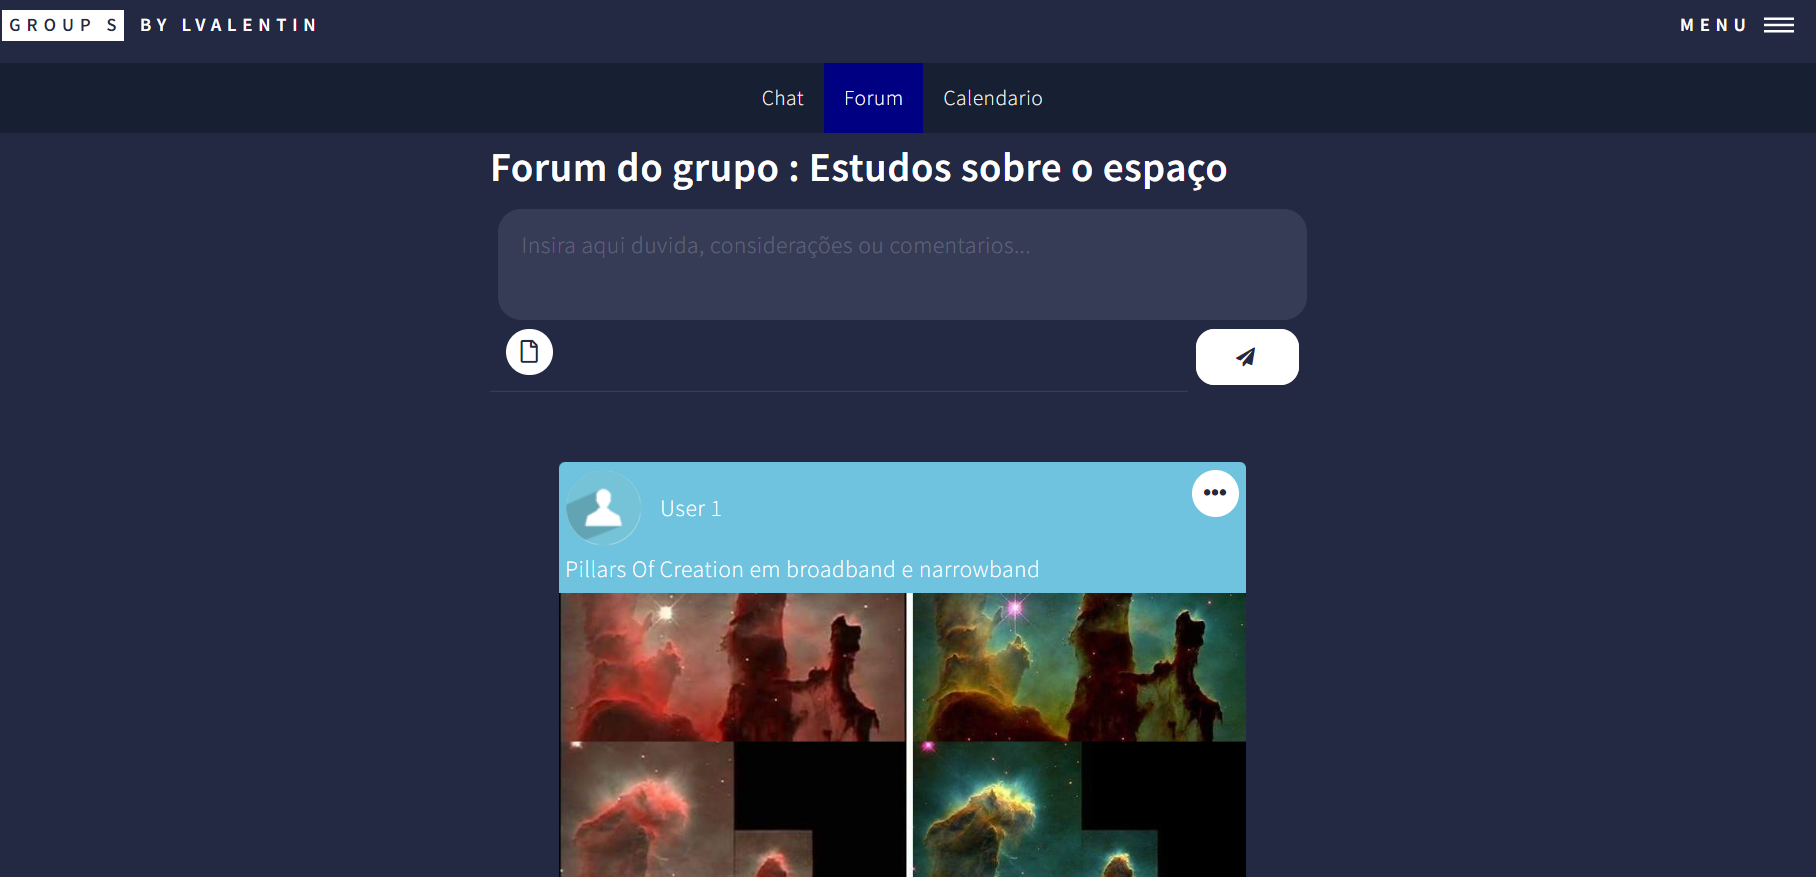 GROUP S BY LVALENTIN
MENU
Chat Forum Calendario
Forum do grupo : Estudos sobre o espaço
Insira aqui duvida, considerações ou comentarios...
User 1
Pillars Of Creation em broadband e narrowband